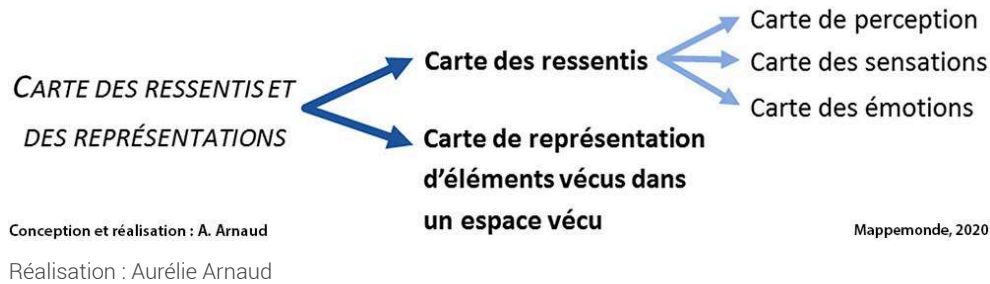 CARTE DES RESSENTIS ET
DES REPRÉSENTATIONS
Carte des ressentis
Carte de perception
Carte des sensations
Carte des émotions
Carte de représentation
d’éléments vécus dans
un espace vécu
Conception et réalisation : A. Arnaud
Mappemonde, 2020
Réalisation : Aurélie Arnaud